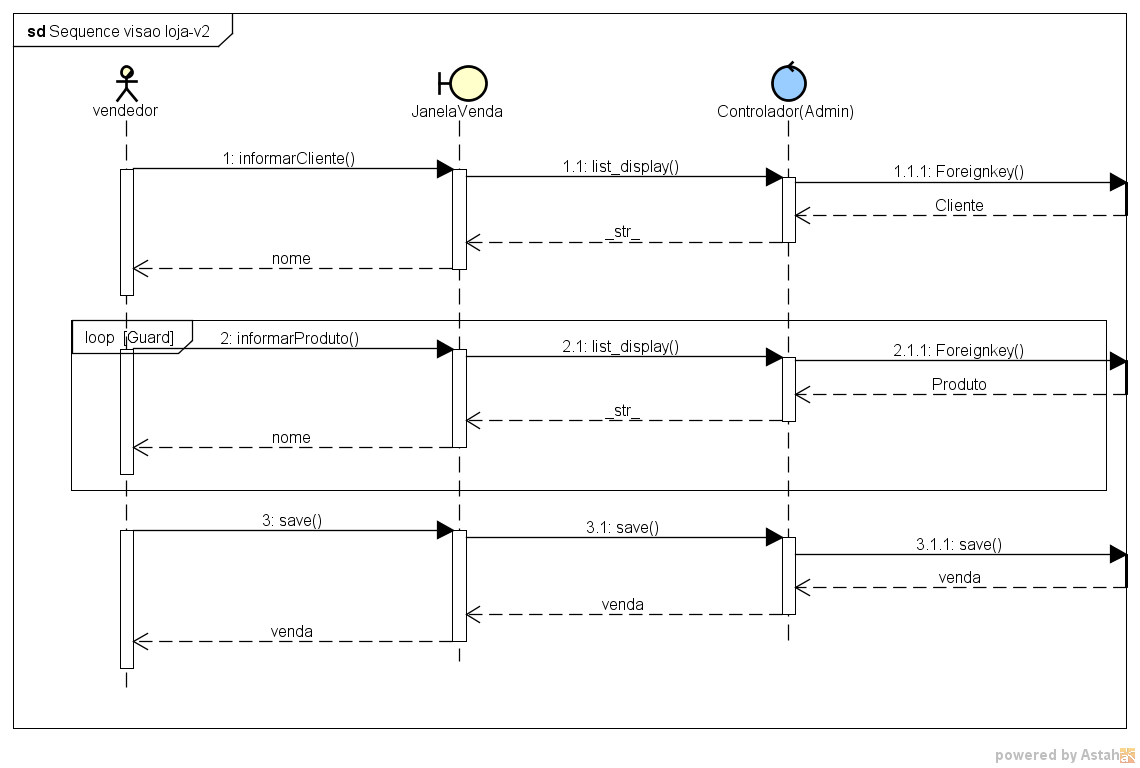 sd Sequence visao loja-v2
vendedor
JanelaVenda
Controlador(Admin)
1: informarCliente()
1.1: list_display()
1.1.1: Foreignkey()
Cliente
_str_
nome
loop [Guard]
2: informarProduto()
2.1: list_display()
2.1.1: Foreignkey()
Produto
_str_
nome
3: save()
3.1: save()
3.1.1: save()
venda
venda
venda
powered by Astah